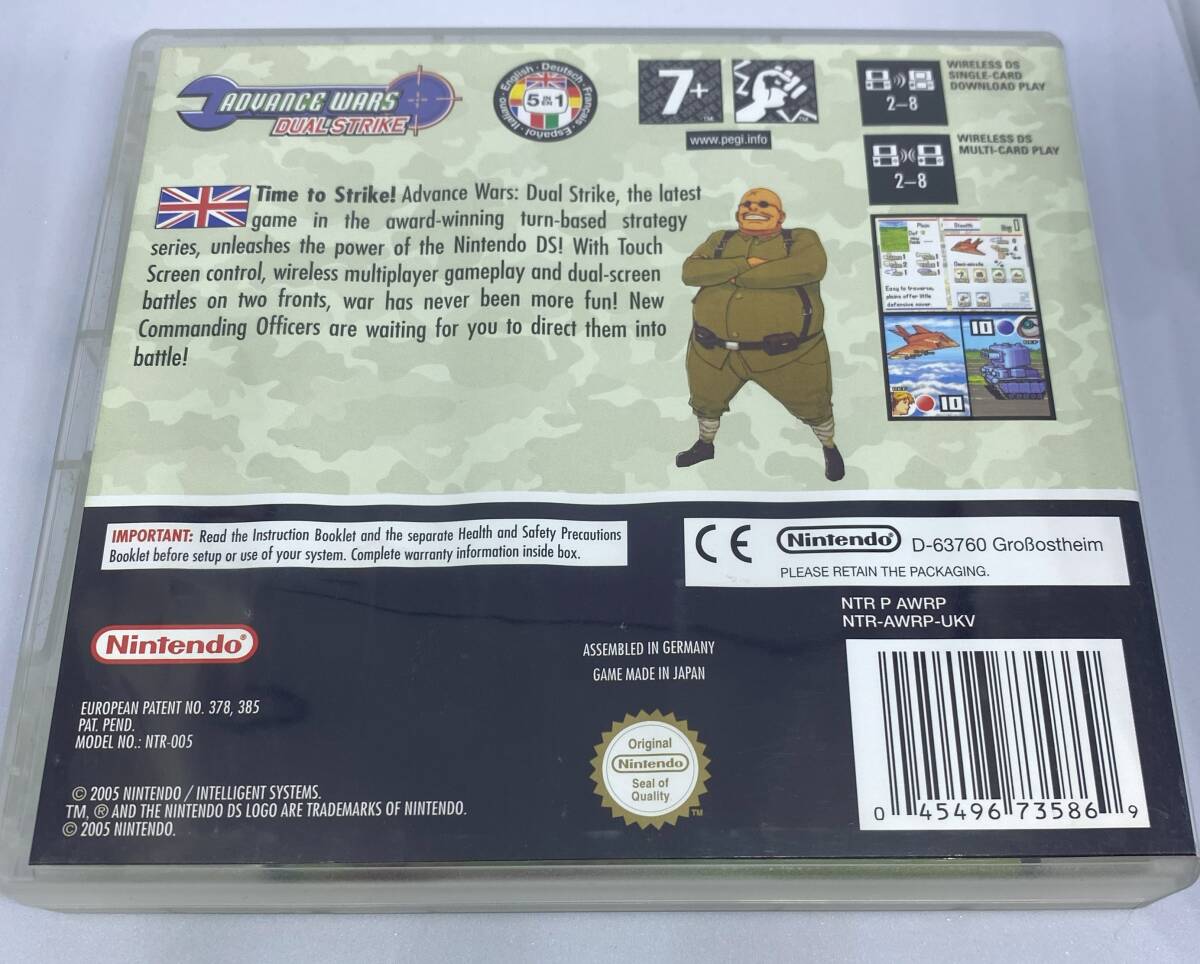 ADVANCE WARS
DUAL STRIKE
English · Deutsch · Français · Español · Italiano ·
5 IN EN 1
7+
TM
TM
www.pegi.info
2–8
WIRELESS DS
SINGLE-CARD
DOWNLOAD PLAY
2–8
WIRELESS DS
MULTI-CARD PLAY
Time to Strike! Advance Wars: Dual Strike, the latest
game in the award-winning turn-based strategy
series, unleashes the power of the Nintendo DS! With Touch
Screen control, wireless multiplayer gameplay and dual-screen
battles on two fronts, war has never been more fun! New
Commanding Officers are waiting for you to direct them into
battle!
Plain
Stealth
Easy to traverse,
plains offer little
defensive cover.
10
10
IMPORTANT: Read the Instruction Booklet and the separate Health and Safety Precautions
Booklet before setup or use of your system. Complete warranty information inside box.
CE
Nintendo®
D-63760 Großostheim
PLEASE RETAIN THE PACKAGING.
NTR P AWRP
NTR-AWRP-UKV
Nintendo®
ASSEMBLED IN GERMANY
GAME MADE IN JAPAN
EUROPEAN PATENT NO. 378, 385
PAT. PEND.
MODEL NO.: NTR-005
Original
Nintendo
Seal of
Quality
TM
© 2005 NINTENDO / INTELLIGENT SYSTEMS.
TM, ® AND THE NINTENDO DS LOGO ARE TRADEMARKS OF NINTENDO.
© 2005 NINTENDO.
0 45496 73586 9